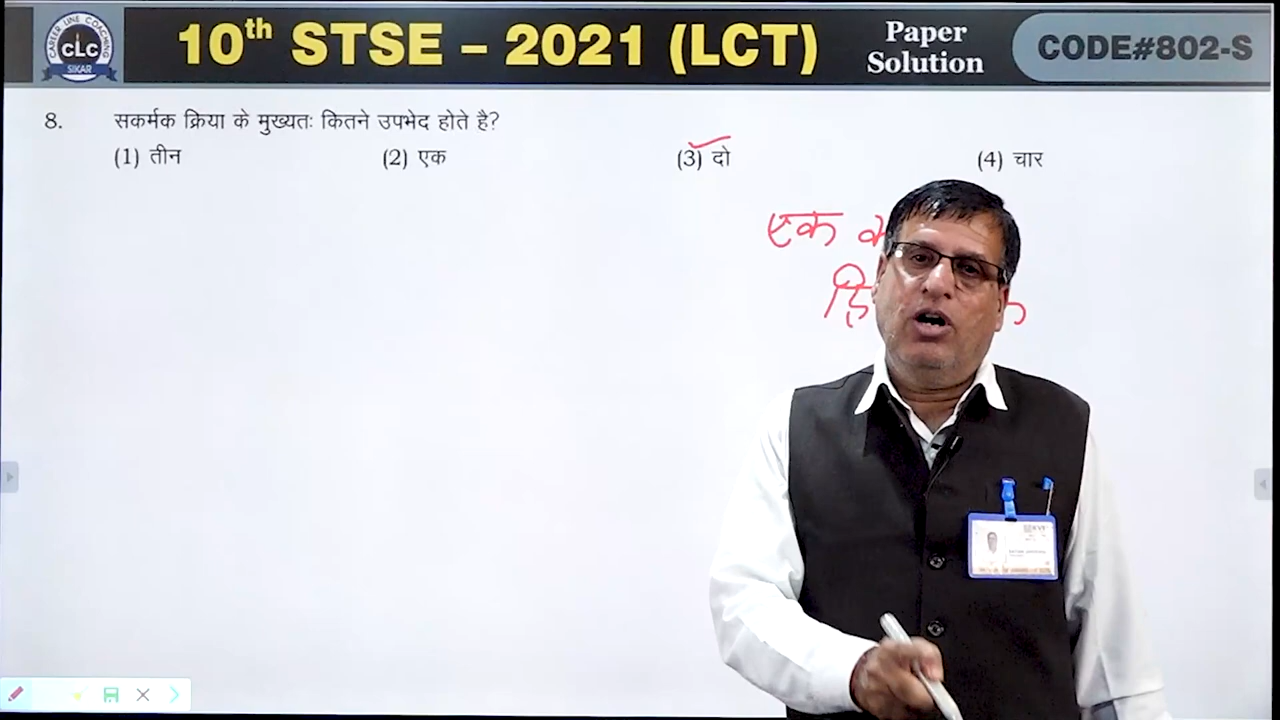 CAREER LINE COACHING
CLC
SIKAR
10th STSE – 2021 (LCT)
Paper
Solution
CODE#802-S
8. सकर्मक क्रिया के मुख्यतः कितने उपभेद होते है?
(1) तीन (2) एक (3) दो (4) चार
एक